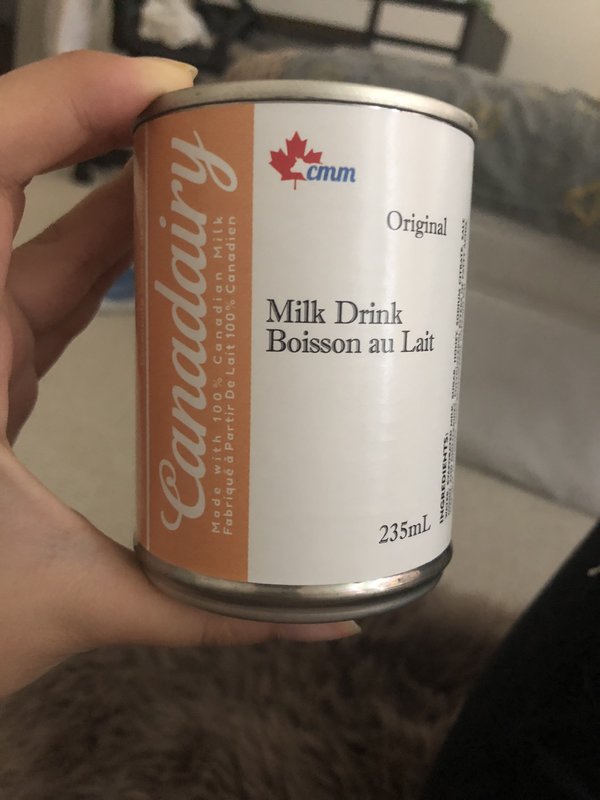 Canadairy
Made with 100% Canadian Milk
Fabriqué à Partir De Lait 100% Canadien
cmm
Original
Milk Drink
Boisson au Lait
235mL
INGREDIENTS: